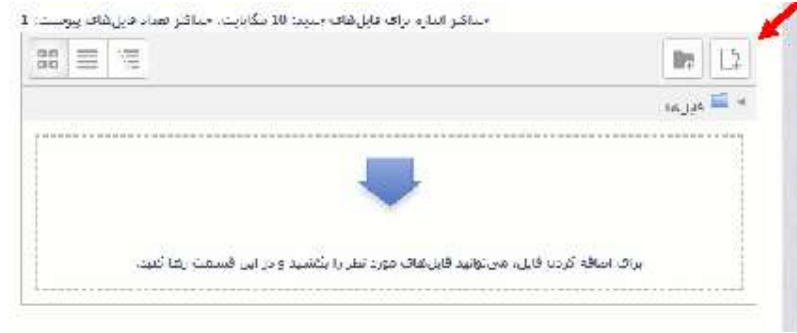 حداکثر اندازه برای فایل‌های جدید: 10 مگابایت، حداکثر تعداد فایل‌های پیوست: 1
فایل‌ها
برای اضافه کردن فایل، می‌توانید فایل‌های مورد نظر را بکشید و در این قسمت رها کنید.